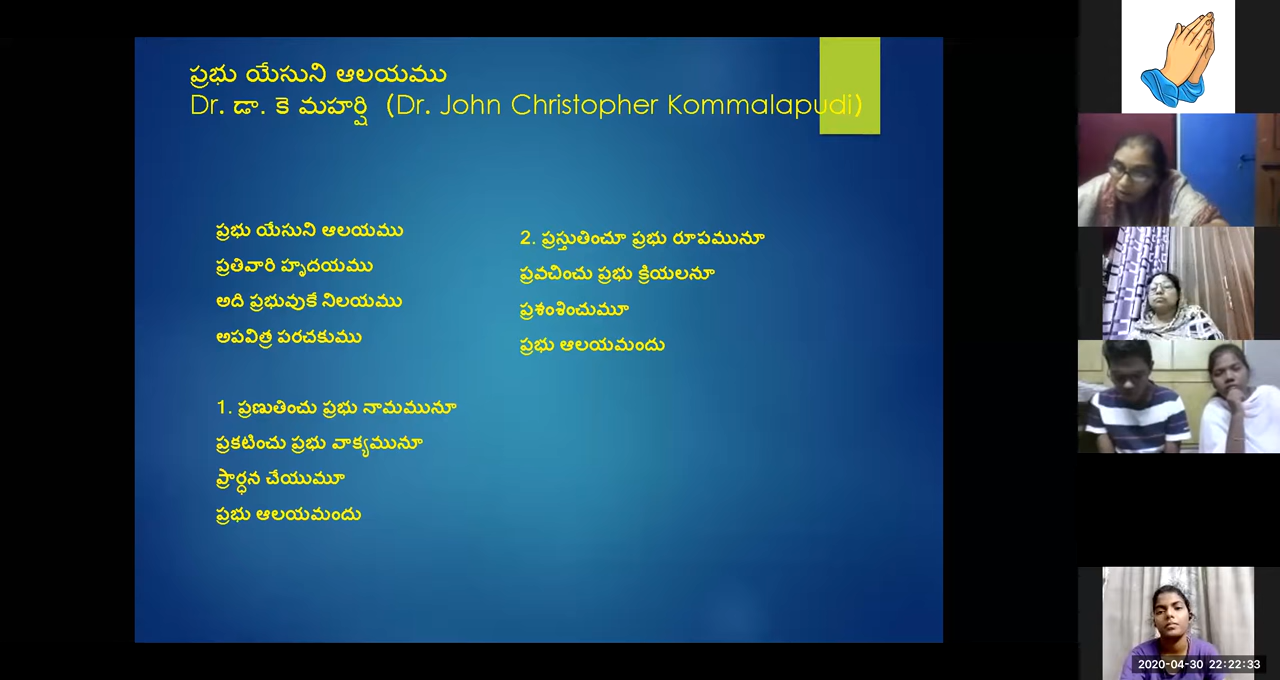 ప్రభు యేసుని ఆలయము
Dr. డా. కె మహర్షి (Dr. John Christopher Kommalapudi)
ప్రభు యేసుని ఆలయము
ప్రతివారి హృదయము
అది ప్రభువుకే నిలయము
అపవిత్ర పరచకుము
1. ప్రణుతించు ప్రభు నామమునూ
ప్రకటించు ప్రభు వాక్యమునూ
ప్రార్ధన చేయుమూ
ప్రభు ఆలయమందు
2. ప్రస్తుతించూ ప్రభు రూపమునూ
ప్రవచించు ప్రభు క్రియలనూ
ప్రశంశించుమూ
ప్రభు ఆలయమందు
2020-04-30 22:22:33